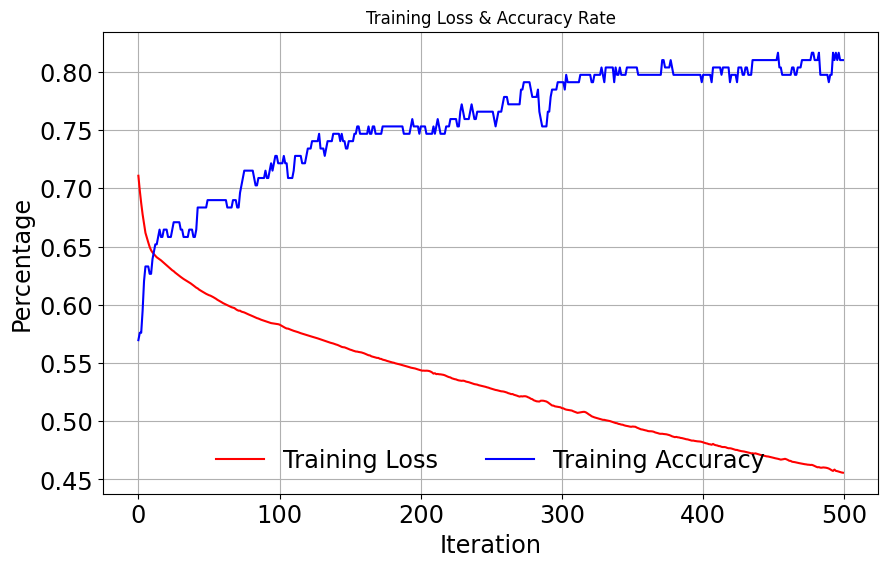 Training Loss & Accuracy Rate
Percentage
0.80
0.75
0.70
0.65
0.60
0.55
0.50
0.45
Training Loss Training Accuracy
0 100 200 300 400 500
Iteration